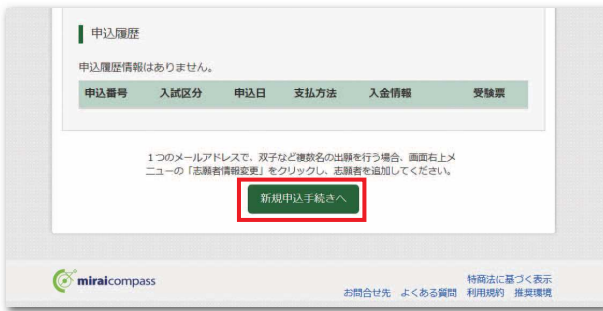 申込履歴
申込履歴情報はありません。
申込番号 入試区分 申込日 支払方法 入金情報 受験票
1つのメールアドレスで、双子など複数名の出願を行う場合、画面右上メ
ニューの「志願者情報変更」をクリックし、志願者を追加してください。
新規申込手続きへ
miraicompass
特商法に基づく表示
お問合せ先 よくある質問 利用規約 推奨環境